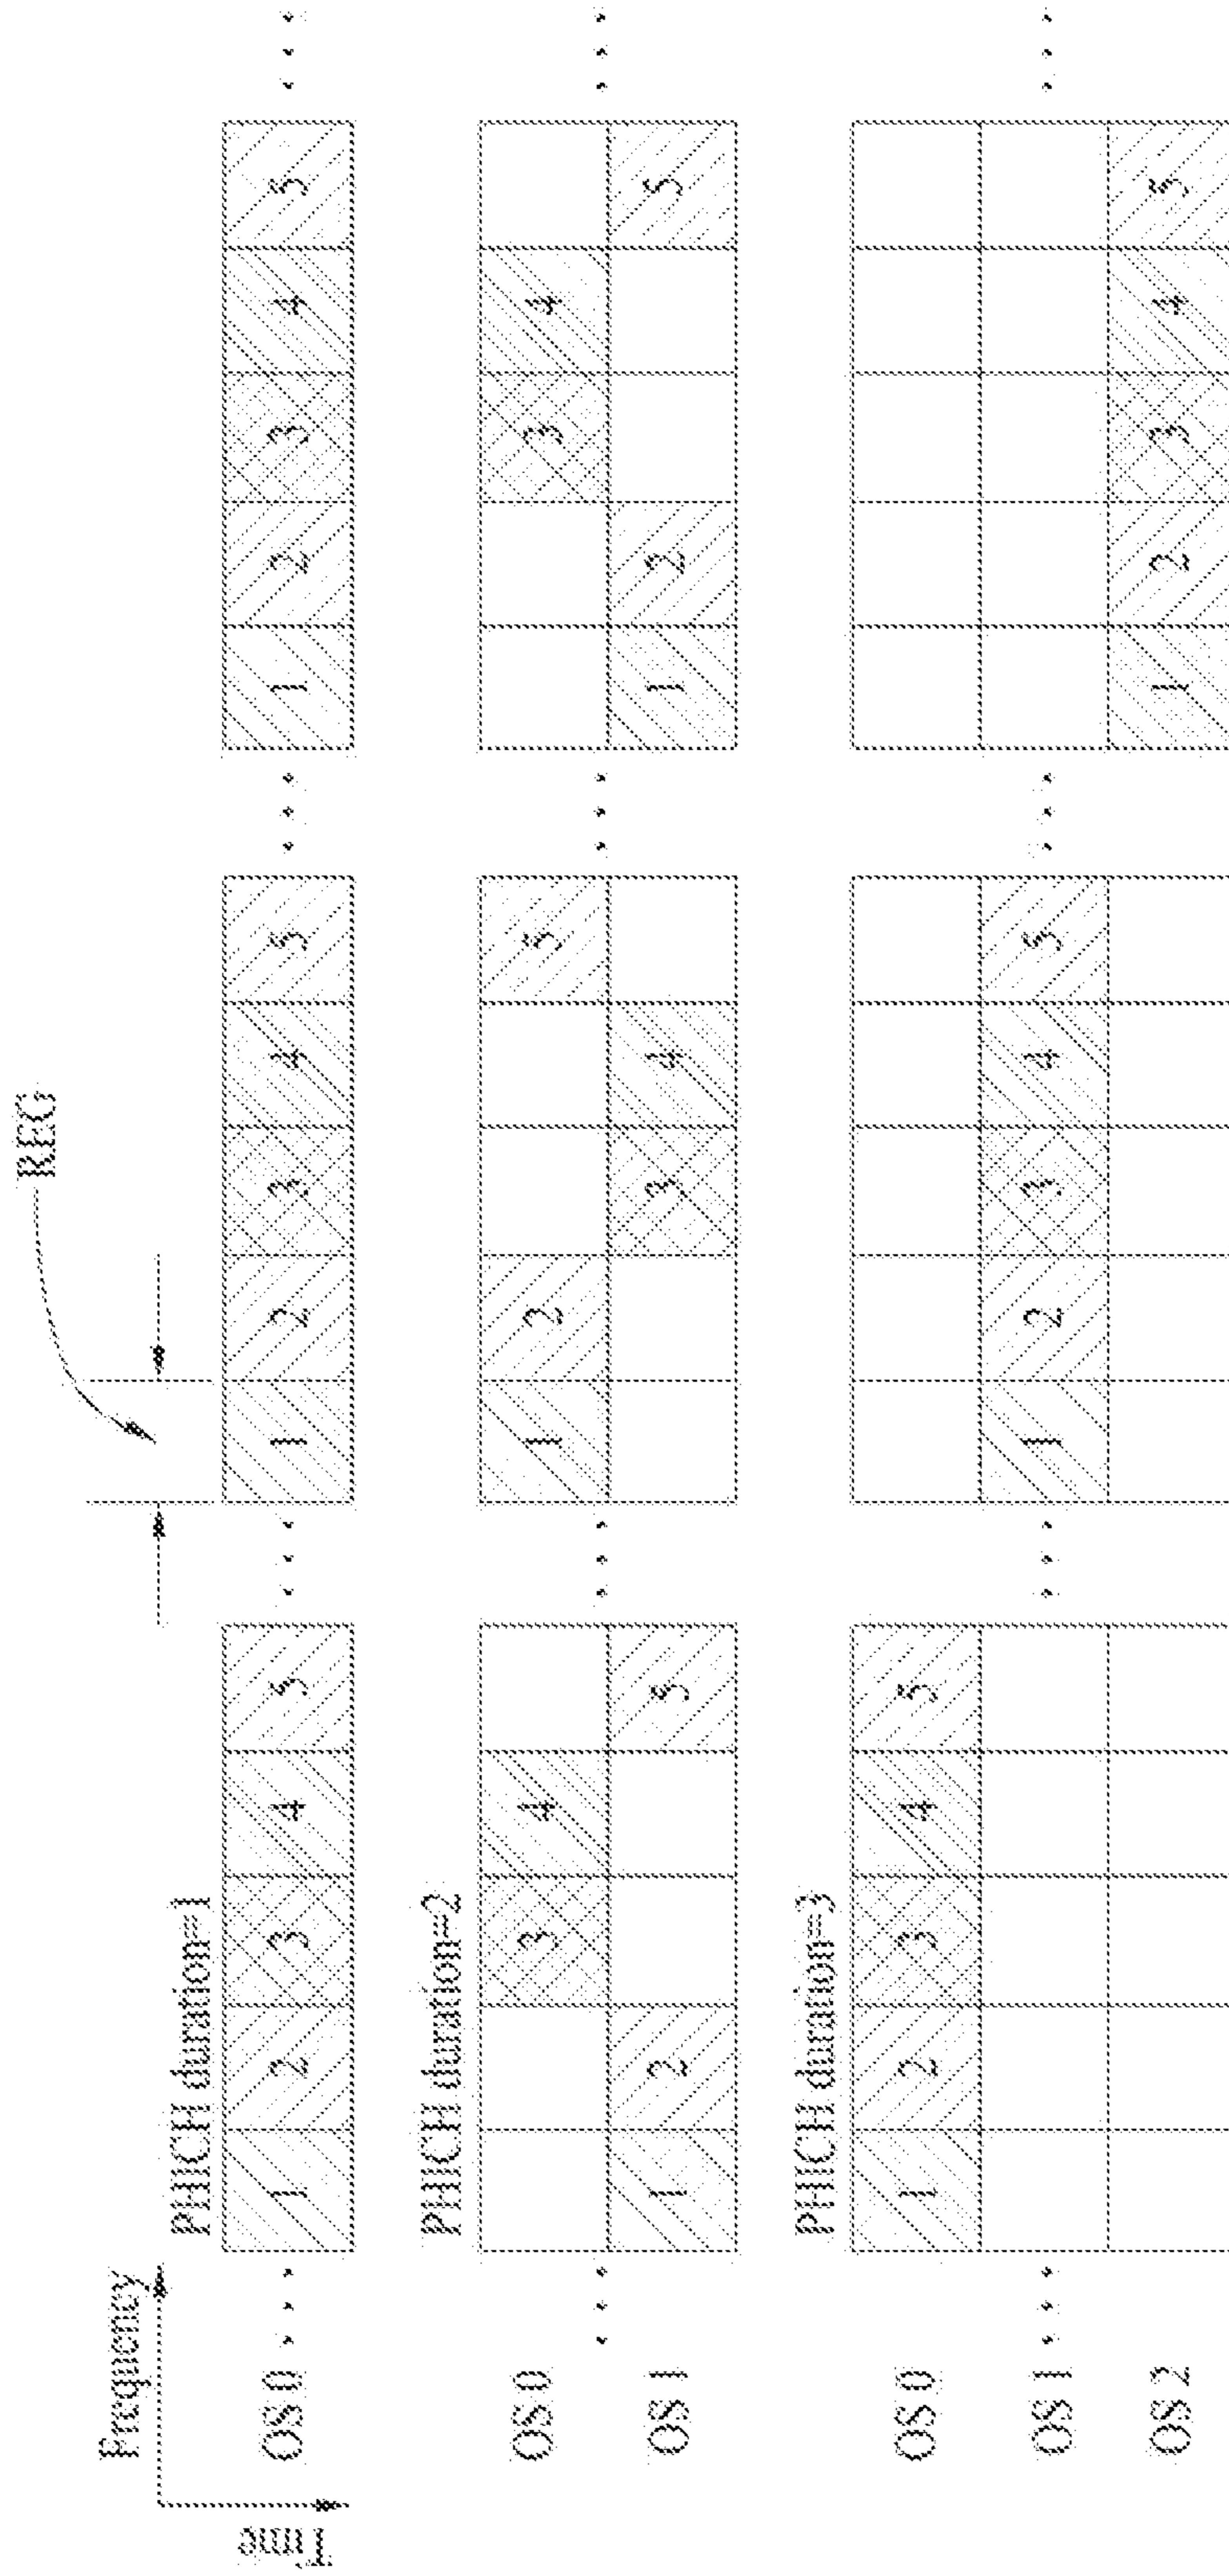 REG
Frequency
Time
PHICH duration=1
OS 0 1 2 3 4 5 1 2 3 4 5 1 2 3 4 5
PHICH duration=2
OS 0 3 4 1 2 5 3 4
OS 1 1 2 5 3 4 1 2 5
PHICH duration=3
OS 0 1 2 3 4 5
OS 1 1 2 3 4 5
OS 2 1 2 3 4 5